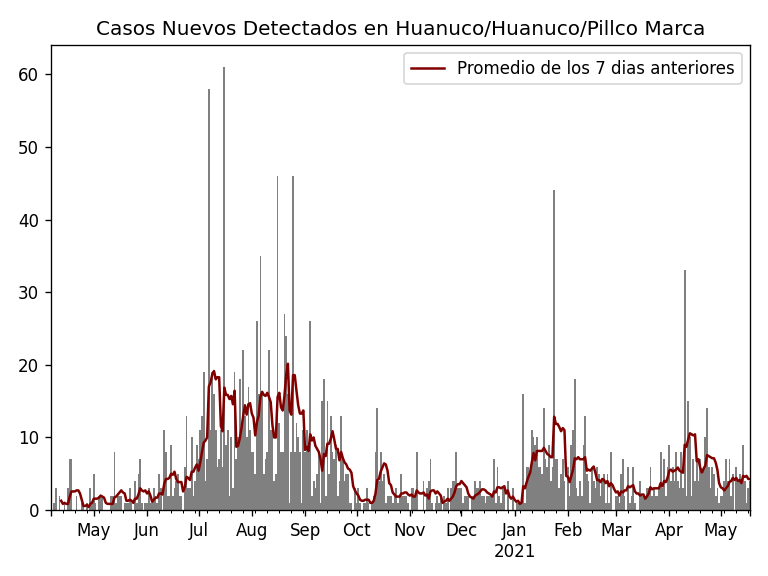 Casos Nuevos Detectados en Huanuco/Huanuco/Pillco Marca
Promedio de los 7 dias anteriores
60
50
40
30
20
10
0
May Jun Jul Aug Sep Oct Nov Dec Jan Feb Mar Apr May
2021